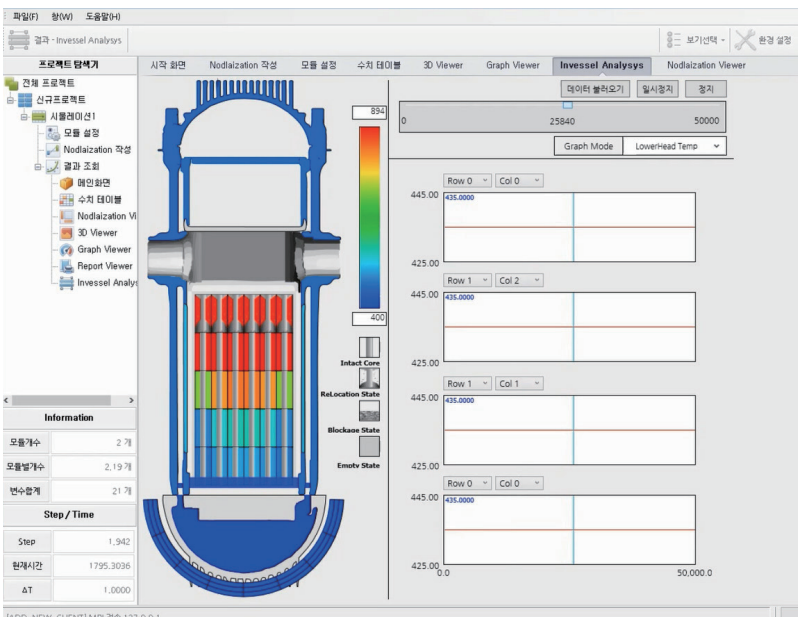 파일(F) 창(W) 도움말(H)
결과 - Invessel Analysys
보기선택
환경 설정
프로젝트 탐색기
시작 화면 Nodlaization 작성 모듈 설정 수치 테이블 3D Viewer Graph Viewer Invessel Analysys Nodlaization Viewer
전체 프로젝트
신규프로젝트
시뮬레이션1
모듈 설정
Nodlaization 작성
결과 조회
메인화면
수치 테이블
Nodlaization Vi
3D Viewer
Graph Viewer
Report Viewer
Invessel Analys
Information
모듈개수 2 개
모듈별개수 2,19 개
변수합계 21 개
Step / Time
Step 1,942
현재시간 1795.3036
ΔT 1.0000
894
400
Intact Core
ReLocation State
Blockage State
Empty State
데이터 불러오기 일시정지 정지
0 25840 50000
Graph Mode LowerHead Temp
Row 0 Col 0
445.00
435.0000
425.00
Row 1 Col 2
445.00
435.0000
425.00
Row 1 Col 1
445.00
435.0000
425.00
Row 0 Col 0
445.00
435.0000
425.00
0.0 50,000.0